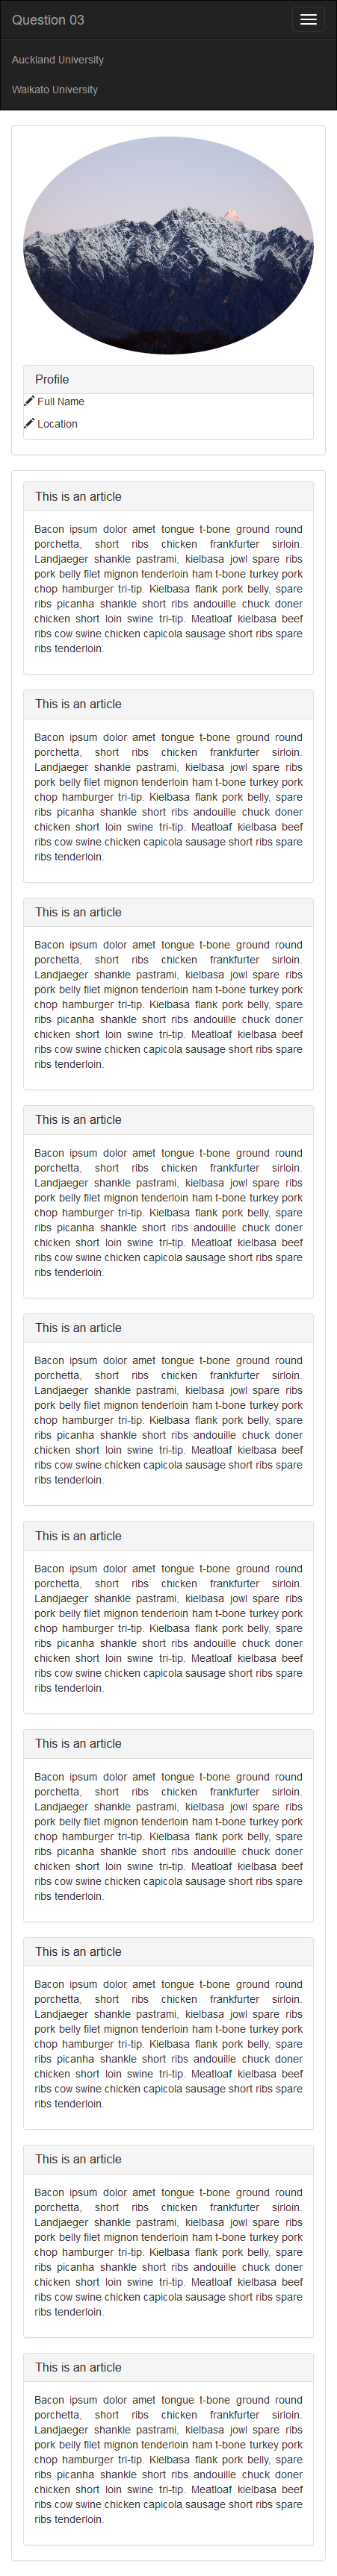 Question 03
Auckland University
Waikato University
Profile
Full Name
Location
This is an article
Bacon ipsum dolor amet tongue t-bone ground round
porchetta, short ribs chicken frankfurter sirloin.
Landjaeger shankle pastrami, kielbasa jowl spare ribs
pork belly filet mignon tenderloin ham t-bone turkey pork
chop hamburger tri-tip. Kielbasa flank pork belly, spare
ribs picanha shankle short ribs andouille chuck doner
chicken short loin swine tri-tip. Meatloaf kielbasa beef
ribs cow swine chicken capicola sausage short ribs spare
ribs tenderloin.
This is an article
Bacon ipsum dolor amet tongue t-bone ground round
porchetta, short ribs chicken frankfurter sirloin.
Landjaeger shankle pastrami, kielbasa jowl spare ribs
pork belly filet mignon tenderloin ham t-bone turkey pork
chop hamburger tri-tip. Kielbasa flank pork belly, spare
ribs picanha shankle short ribs andouille chuck doner
chicken short loin swine tri-tip. Meatloaf kielbasa beef
ribs cow swine chicken capicola sausage short ribs spare
ribs tenderloin.
This is an article
Bacon ipsum dolor amet tongue t-bone ground round
porchetta, short ribs chicken frankfurter sirloin.
Landjaeger shankle pastrami, kielbasa jowl spare ribs
pork belly filet mignon tenderloin ham t-bone turkey pork
chop hamburger tri-tip. Kielbasa flank pork belly, spare
ribs picanha shankle short ribs andouille chuck doner
chicken short loin swine tri-tip. Meatloaf kielbasa beef
ribs cow swine chicken capicola sausage short ribs spare
ribs tenderloin.
This is an article
Bacon ipsum dolor amet tongue t-bone ground round
porchetta, short ribs chicken frankfurter sirloin.
Landjaeger shankle pastrami, kielbasa jowl spare ribs
pork belly filet mignon tenderloin ham t-bone turkey pork
chop hamburger tri-tip. Kielbasa flank pork belly, spare
ribs picanha shankle short ribs andouille chuck doner
chicken short loin swine tri-tip. Meatloaf kielbasa beef
ribs cow swine chicken capicola sausage short ribs spare
ribs tenderloin.
This is an article
Bacon ipsum dolor amet tongue t-bone ground round
porchetta, short ribs chicken frankfurter sirloin.
Landjaeger shankle pastrami, kielbasa jowl spare ribs
pork belly filet mignon tenderloin ham t-bone turkey pork
chop hamburger tri-tip. Kielbasa flank pork belly, spare
ribs picanha shankle short ribs andouille chuck doner
chicken short loin swine tri-tip. Meatloaf kielbasa beef
ribs cow swine chicken capicola sausage short ribs spare
ribs tenderloin.
This is an article
Bacon ipsum dolor amet tongue t-bone ground round
porchetta, short ribs chicken frankfurter sirloin.
Landjaeger shankle pastrami, kielbasa jowl spare ribs
pork belly filet mignon tenderloin ham t-bone turkey pork
chop hamburger tri-tip. Kielbasa flank pork belly, spare
ribs picanha shankle short ribs andouille chuck doner
chicken short loin swine tri-tip. Meatloaf kielbasa beef
ribs cow swine chicken capicola sausage short ribs spare
ribs tenderloin.
This is an article
Bacon ipsum dolor amet tongue t-bone ground round
porchetta, short ribs chicken frankfurter sirloin.
Landjaeger shankle pastrami, kielbasa jowl spare ribs
pork belly filet mignon tenderloin ham t-bone turkey pork
chop hamburger tri-tip. Kielbasa flank pork belly, spare
ribs picanha shankle short ribs andouille chuck doner
chicken short loin swine tri-tip. Meatloaf kielbasa beef
ribs cow swine chicken capicola sausage short ribs spare
ribs tenderloin.
This is an article
Bacon ipsum dolor amet tongue t-bone ground round
porchetta, short ribs chicken frankfurter sirloin.
Landjaeger shankle pastrami, kielbasa jowl spare ribs
pork belly filet mignon tenderloin ham t-bone turkey pork
chop hamburger tri-tip. Kielbasa flank pork belly, spare
ribs picanha shankle short ribs andouille chuck doner
chicken short loin swine tri-tip. Meatloaf kielbasa beef
ribs cow swine chicken capicola sausage short ribs spare
ribs tenderloin.
This is an article
Bacon ipsum dolor amet tongue t-bone ground round
porchetta, short ribs chicken frankfurter sirloin.
Landjaeger shankle pastrami, kielbasa jowl spare ribs
pork belly filet mignon tenderloin ham t-bone turkey pork
chop hamburger tri-tip. Kielbasa flank pork belly, spare
ribs picanha shankle short ribs andouille chuck doner
chicken short loin swine tri-tip. Meatloaf kielbasa beef
ribs cow swine chicken capicola sausage short ribs spare
ribs tenderloin.
This is an article
Bacon ipsum dolor amet tongue t-bone ground round
porchetta, short ribs chicken frankfurter sirloin.
Landjaeger shankle pastrami, kielbasa jowl spare ribs
pork belly filet mignon tenderloin ham t-bone turkey pork
chop hamburger tri-tip. Kielbasa flank pork belly, spare
ribs picanha shankle short ribs andouille chuck doner
chicken short loin swine tri-tip. Meatloaf kielbasa beef
ribs cow swine chicken capicola sausage short ribs spare
ribs tenderloin.